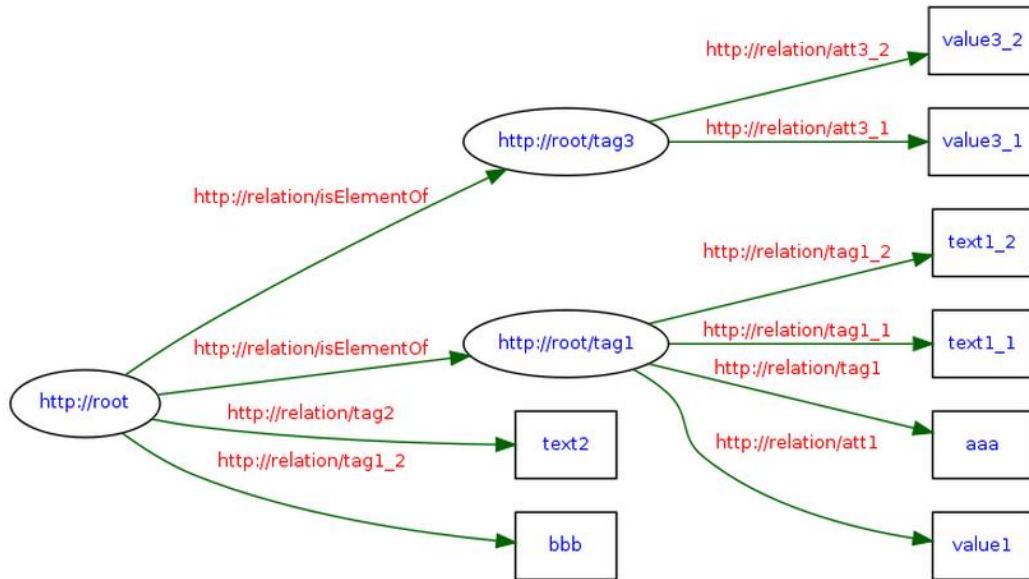 value3_2
http://relation/att3_2
http://relation/att3_1
http://root/tag3
value3_1
http://relation/isElementOf
text1_2
http://relation/tag1_2
http://relation/tag1_1
http://root/tag1
text1_1
http://relation/isElementOf
http://relation/tag1
http://root
http://relation/tag2
text2
http://relation/att1
aaa
http://relation/tag1_2
bbb
value1